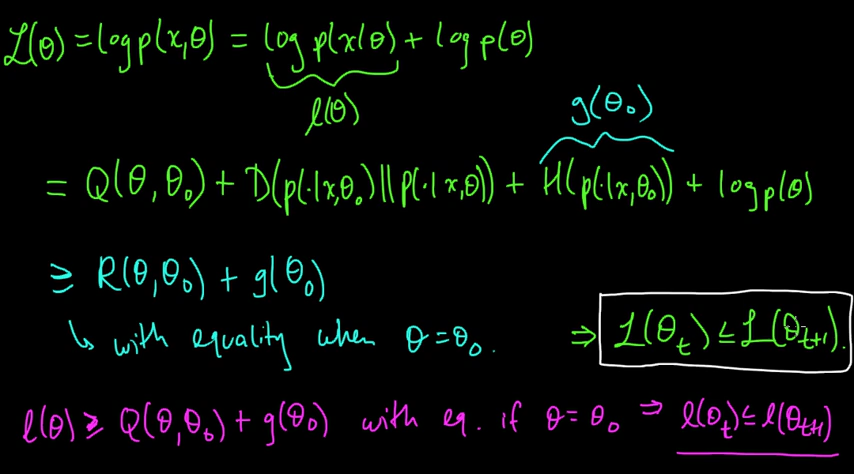 ℒ(θ) = log p(x,θ) = log p(x|θ) + log p(θ)
ℓ(θ)
g(θ₀)
= Q(θ,θ₀) + D(p(·|x,θ₀)||p(·|x,θ)) + H(p(·|x,θ₀)) + log p(θ)
≥ R(θ,θ₀) + g(θ₀)
↳ with equality when θ=θ₀. ⇒ ℒ(θₜ) ≤ ℒ(θₜ₊₁).
ℓ(θ) ≥ Q(θ,θ₀) + g(θ₀) with eq. if θ=θ₀ ⇒ ℓ(θₜ) ≤ ℓ(θₜ₊₁)